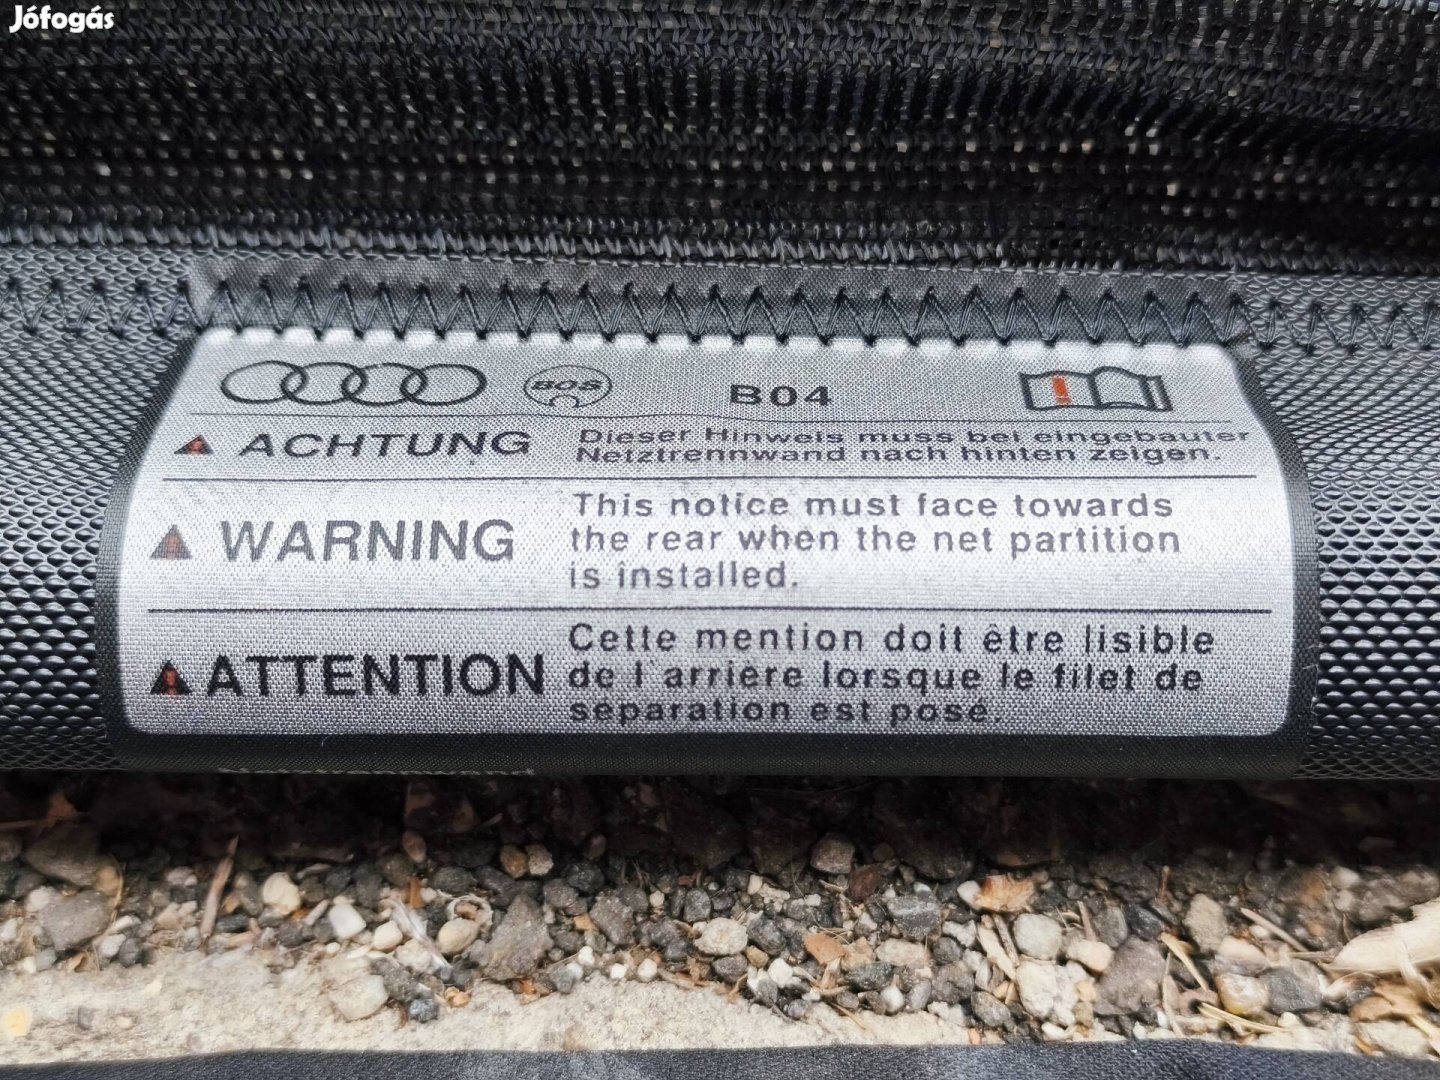 Jófogás
BOS
B04
ACHTUNG
Dieser Hinweis muss bei eingebauter
Netztrennwand nach hinten zeigen.
WARNING
This notice must face towards
the rear when the net partition
is installed.
ATTENTION
Cette mention doit être lisible
de l'arrière lorsque le filet de
séparation est posé.